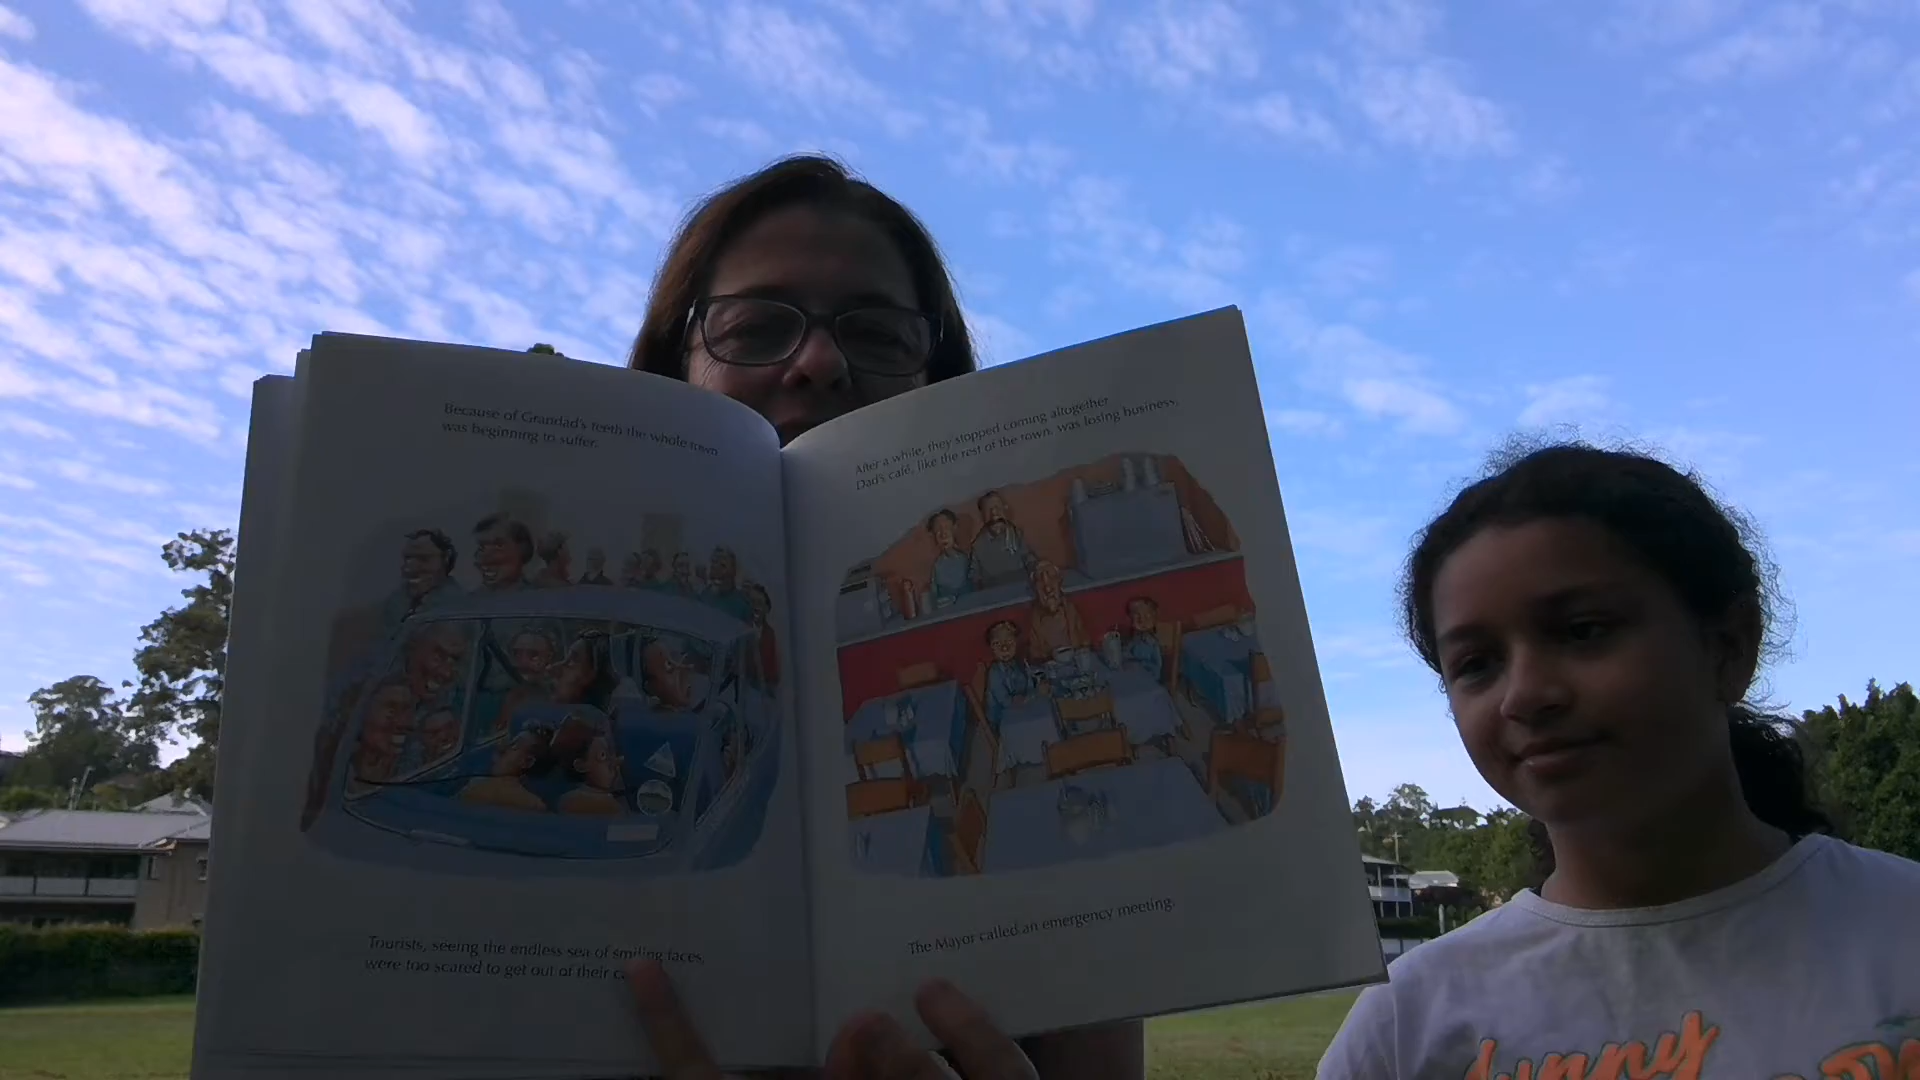 Because of Grandad's teeth the whole town
was beginning to suffer.
Tourists, seeing the endless sea of smiling faces,
were too scared to get out of their
After a while, they stopped coming altogether
Dad's café, like the rest of the town, was losing business.
The Mayor called an emergency meeting.